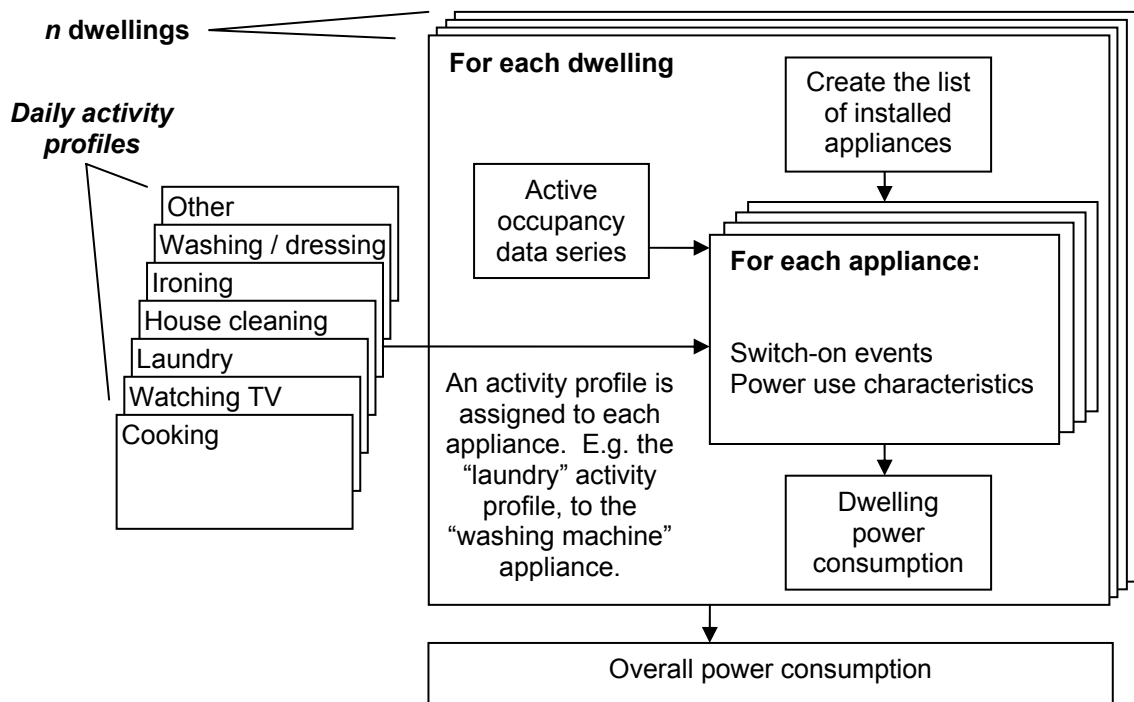 n dwellings
Daily activity
profiles
Other
Washing / dressing
Ironing
House cleaning
Laundry
Watching TV
Cooking
For each dwelling
Create the list
of installed
appliances
Active
occupancy
data series
For each appliance:
Switch-on events
Power use characteristics
An activity profile is
assigned to each
appliance.  E.g. the
“laundry” activity
profile, to the
“washing machine”
appliance.
Dwelling
power
consumption
Overall power consumption